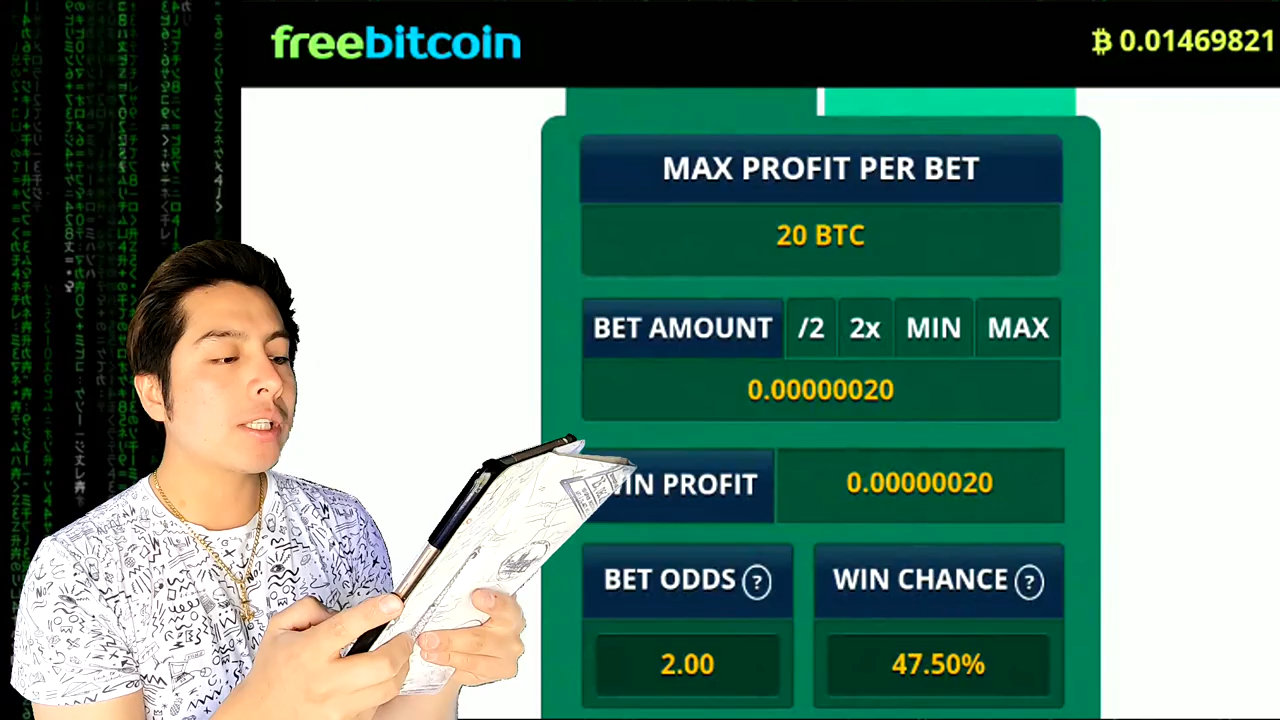 freebitcoin
₿ 0.01469821
MAX PROFIT PER BET
20 BTC
BET AMOUNT /2 2x MIN MAX
0.00000020
WIN PROFIT 0.00000020
BET ODDS ? WIN CHANCE ?
2.00 47.50%